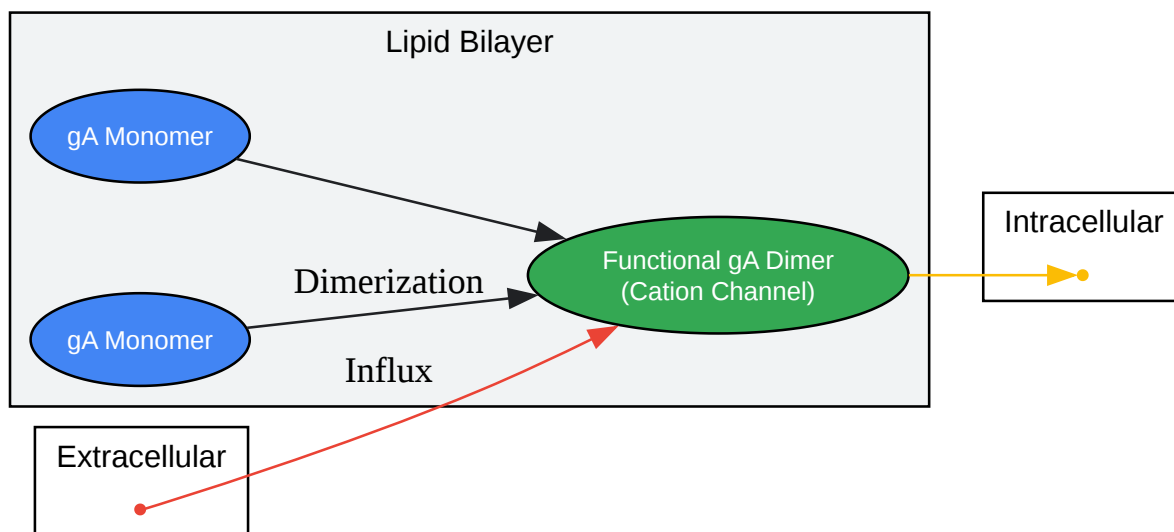 Lipid Bilayer
gA Monomer
Functional gA Dimer
(Cation Channel)
Dimerization
gA Monomer
Influx
Intracellular
Extracellular